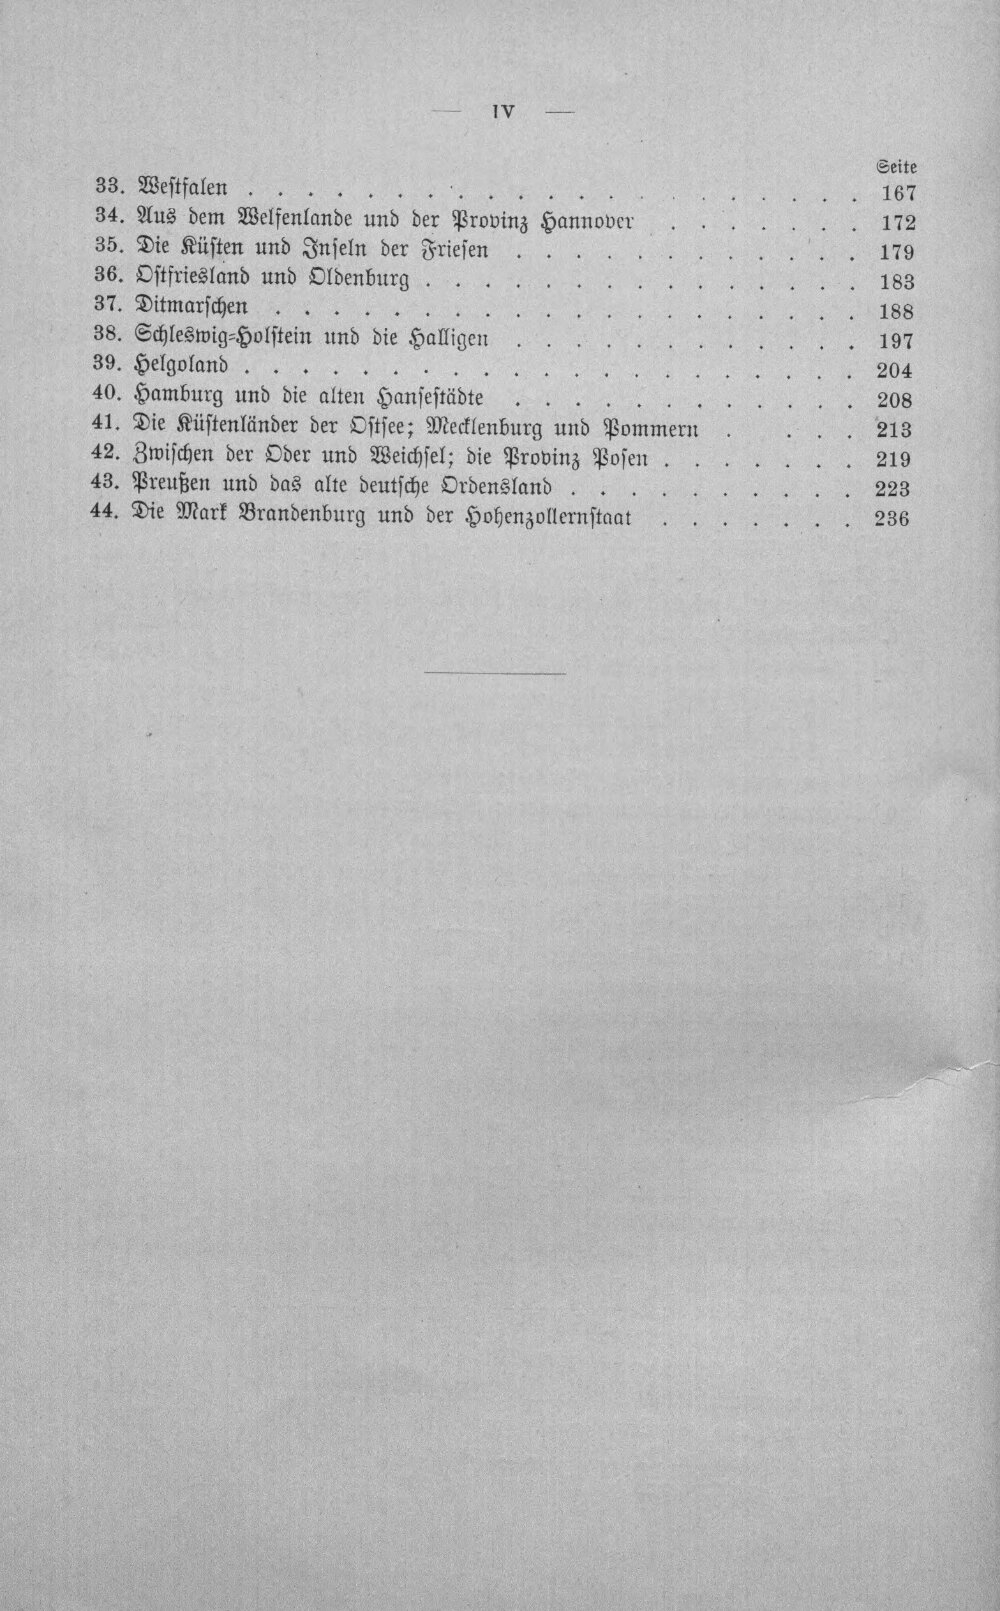 — IV —
Seite
33. Westfalen . . . . . . . . . . . . . . . . . . . . . 167
34. Aus dem Welfenlande und der Provinz Hannover . . . . . . . 172
35. Die Küsten und Inseln der Friesen . . . . . . . . . . . . 179
36. Ostfriesland und Oldenburg . . . . . . . . . . . . . . . 183
37. Ditmarschen . . . . . . . . . . . . . . . . . . . . 188
38. Schleswig-Holstein und die Halligen . . . . . . . . . . . . 197
39. Helgoland . . . . . . . . . . . . . . . . . . . . . 204
40. Hamburg und die alten Hansestädte . . . . . . . . . . . . 208
41. Die Küstenländer der Ostsee; Mecklenburg und Pommern . . . . 213
42. Zwischen der Oder und Weichsel; die Provinz Posen . . . . . . . 219
43. Preußen und das alte deutsche Ordensland . . . . . . . . . . 223
44. Die Mark Brandenburg und der Hohenzollernstaat . . . . . . . 236